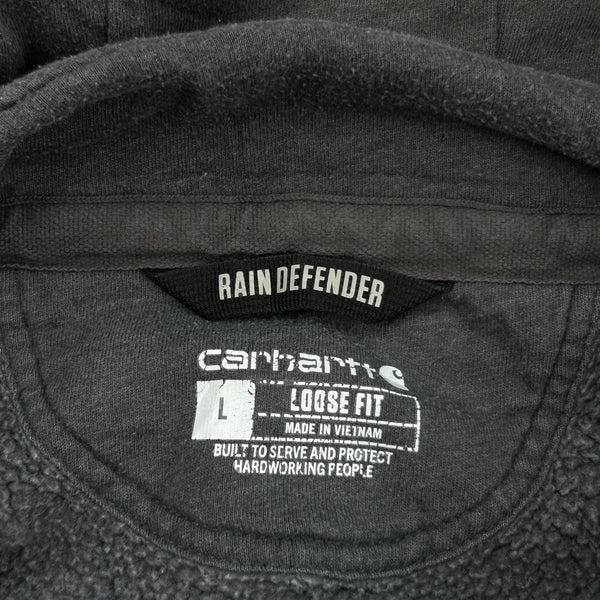 RAIN DEFENDER
carhartt
L
LOOSE FIT
MADE IN VIETNAM
BUILT TO SERVE AND PROTECT
HARDWORKING PEOPLE